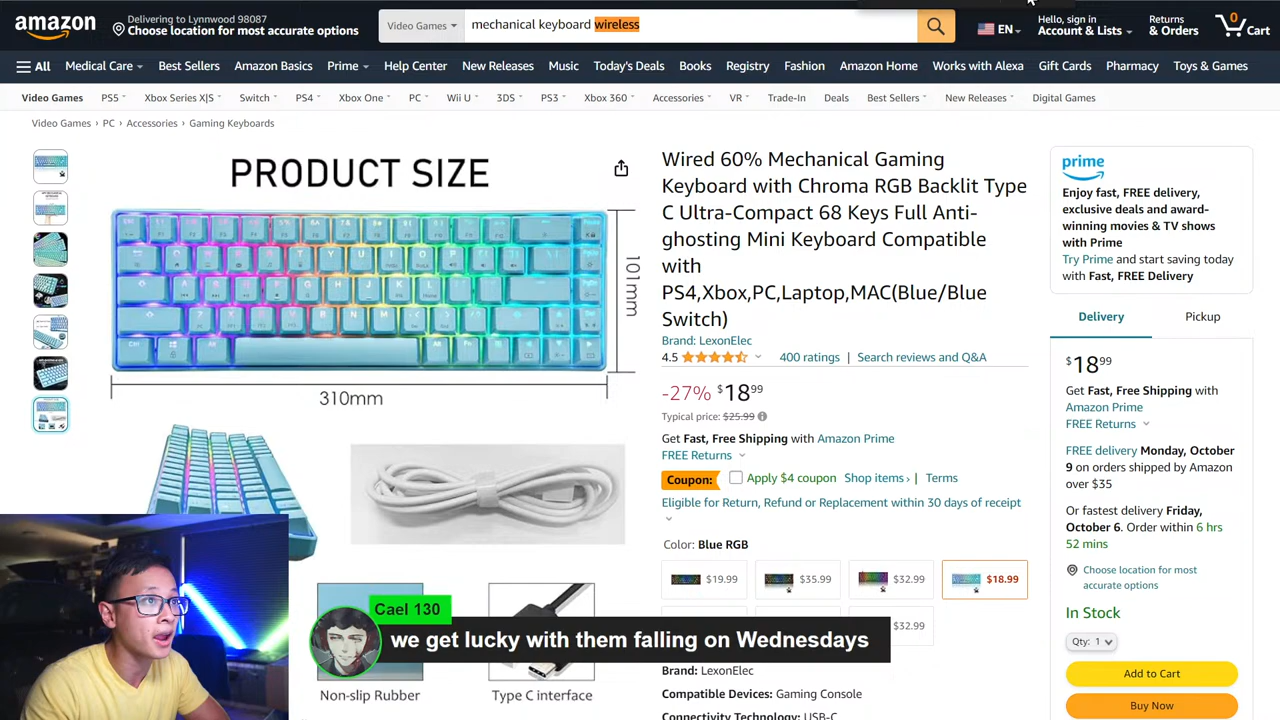 amazon
Delivering to Lynnwood 98087
Choose location for most accurate options
Video Games
mechanical keyboard wireless
EN
Hello, sign in
Account & Lists
Returns
& Orders
0
Cart
All
Medical Care
Best Sellers
Amazon Basics
Prime
Help Center
New Releases
Music
Today's Deals
Books
Registry
Fashion
Amazon Home
Works with Alexa
Gift Cards
Pharmacy
Toys & Games
Video Games
PS5
Xbox Series X|S
Switch
PS4
Xbox One
PC
Wii U
3DS
PS3
Xbox 360
Accessories
VR
Trade-In
Deals
Best Sellers
New Releases
Digital Games
Video Games › PC › Accessories › Gaming Keyboards
PRODUCT SIZE
101mm
310mm
Non-slip Rubber
Type C interface
Wired 60% Mechanical Gaming
Keyboard with Chroma RGB Backlit Type
C Ultra-Compact 68 Keys Full Anti-
ghosting Mini Keyboard Compatible
with
PS4,Xbox,PC,Laptop,MAC(Blue/Blue
Switch)
Brand: LexonElec
4.5
400 ratings | Search reviews and Q&A
-27% $18 99
Typical price: $25.99
Get Fast, Free Shipping with Amazon Prime
FREE Returns
Coupon: Apply $4 coupon Shop items › | Terms
Eligible for Return, Refund or Replacement within 30 days of receipt
Color: Blue RGB
$19.99
$35.99
$32.99
$18.99
$32.99
Brand: LexonElec
Compatible Devices: Gaming Console
Connectivity Technology: USB-C
prime
Enjoy fast, FREE delivery,
exclusive deals and award-
winning movies & TV shows
with Prime
Try Prime and start saving today
with Fast, FREE Delivery
Delivery
Pickup
$18 99
Get Fast, Free Shipping with
Amazon Prime
FREE Returns
FREE delivery Monday, October
9 on orders shipped by Amazon
over $35
Or fastest delivery Friday,
October 6. Order within 6 hrs
52 mins
Choose location for most
accurate options
In Stock
Qty: 1
Add to Cart
Buy Now
Cael 130
we get lucky with them falling on Wednesdays